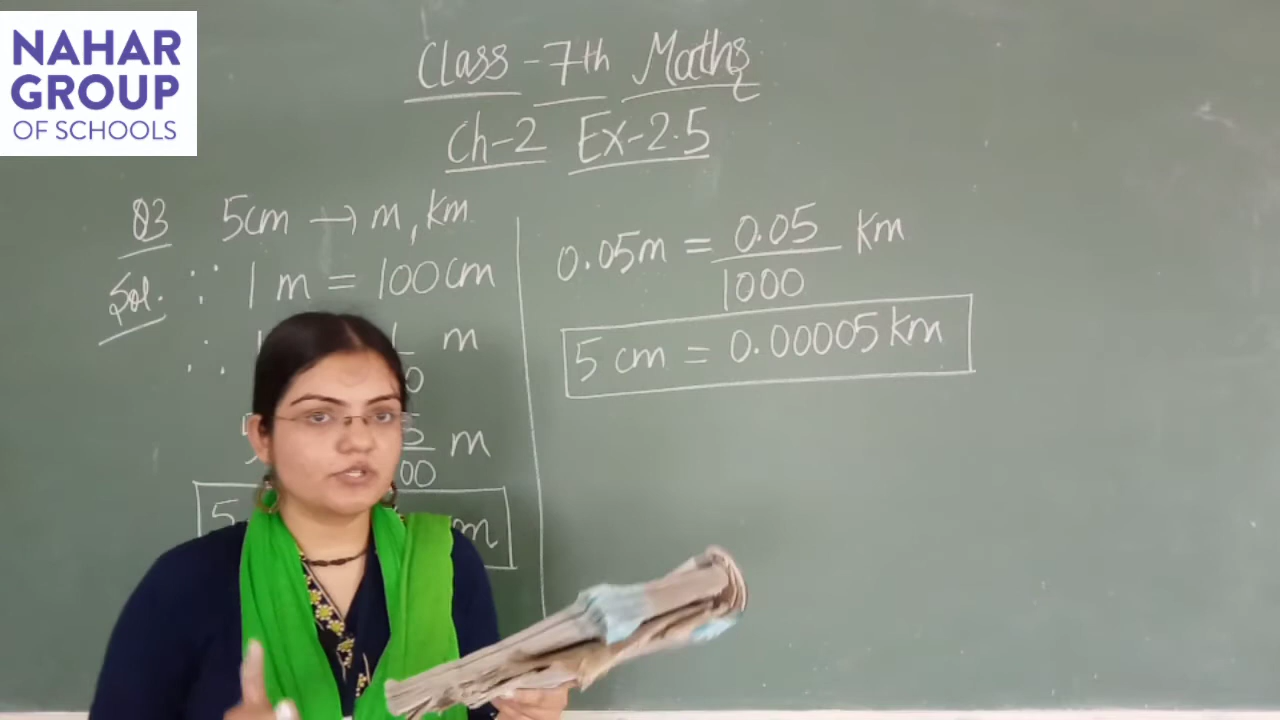 NAHAR
GROUP
OF SCHOOLS
Class - 7th Maths
Ch-2 Ex-2.5
Q3 5cm → m, km
Sol. ∵ 1 m = 100 cm
∴ m
m
5 m
0.05m = 0.05/1000 km
5 cm = 0.00005 km